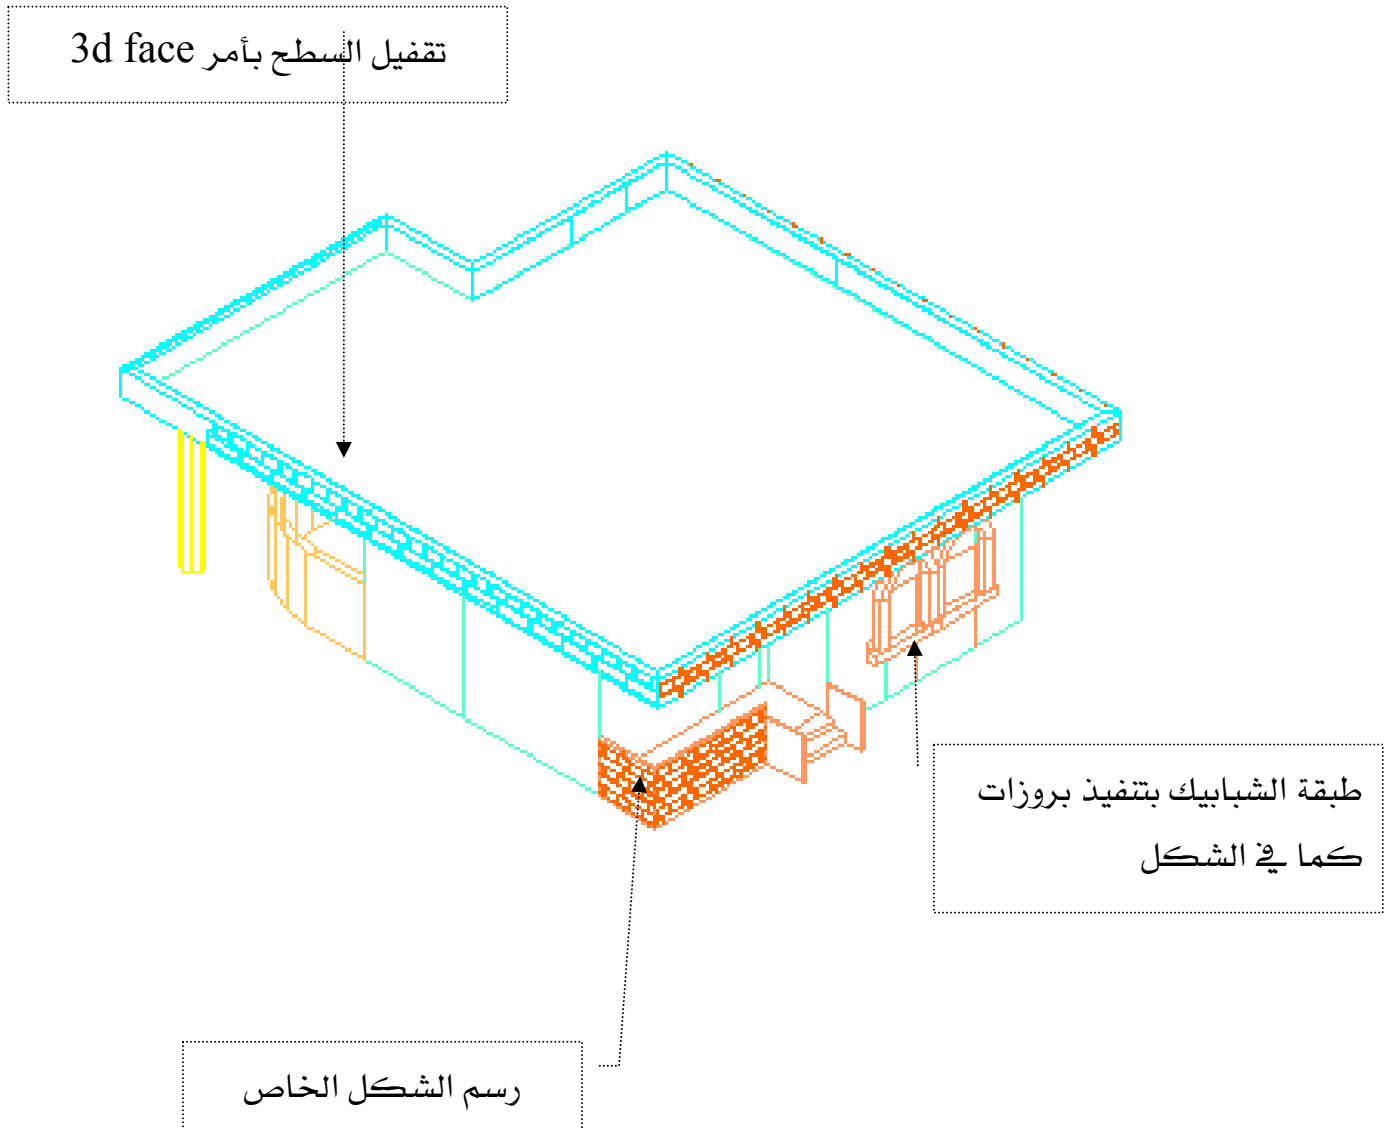 تقفيل السطح بأمر 3d face
طبقة الشبابيك بتنفيذ بروزات
كما في الشكل
رسم الشكل الخاص